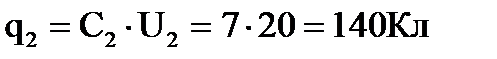 q₂ = C₂ · U₂ = 7 · 20 = 140Кл